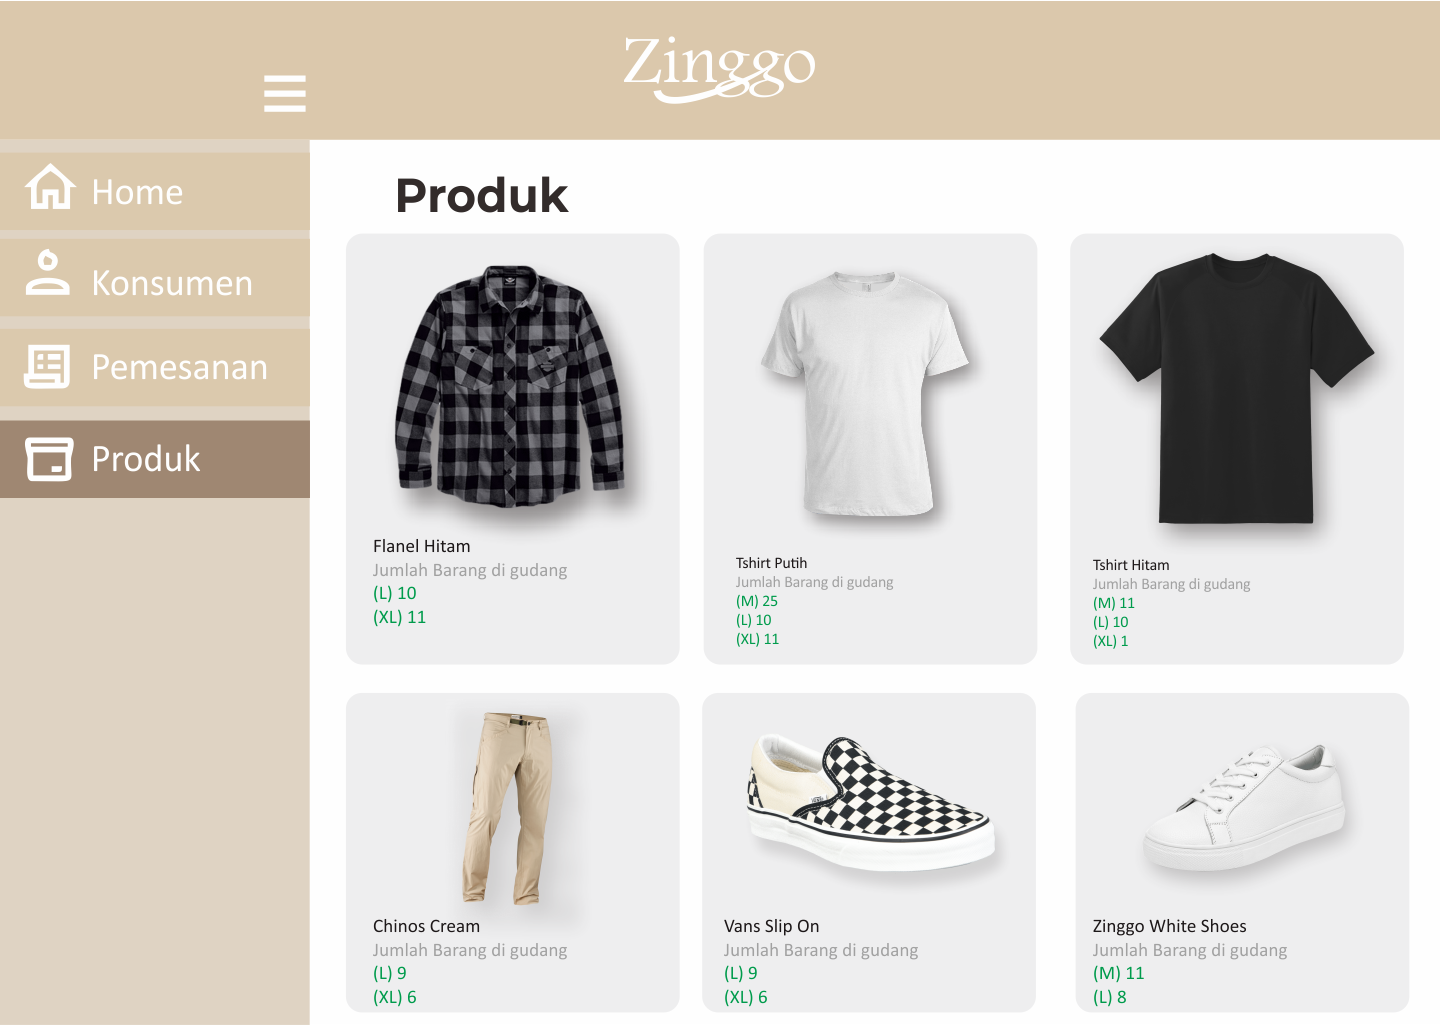 Zinggo
Home
Konsumen
Pemesanan
Produk
Produk
Flanel Hitam
Jumlah Barang di gudang
(L) 10
(XL) 11
Tshirt Putih
Jumlah Barang di gudang
(M) 25
(L) 10
(XL) 11
Tshirt Hitam
Jumlah Barang di gudang
(M) 11
(L) 10
(XL) 1
Chinos Cream
Jumlah Barang di gudang
(L) 9
(XL) 6
Vans Slip On
Jumlah Barang di gudang
(L) 9
(XL) 6
Zinggo White Shoes
Jumlah Barang di gudang
(M) 11
(L) 8